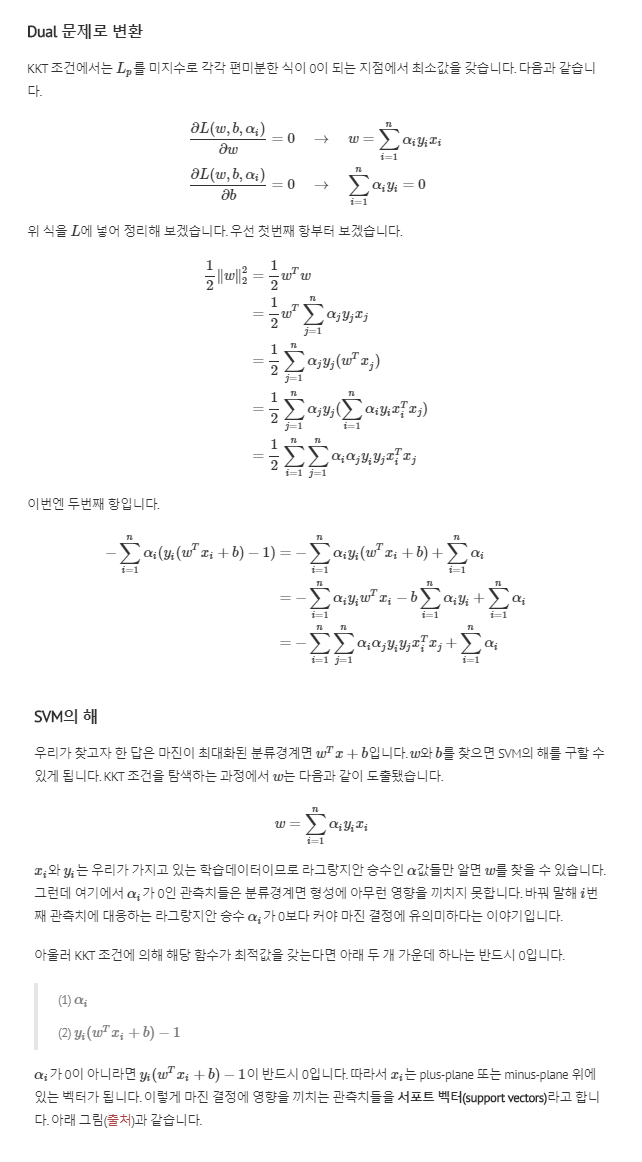 Dual 문제로 변환
KKT 조건에서는 $L_p$를 미지수로 각각 편미분한 식이 0이 되는 지점에서 최소값을 갖습니다. 다음과 같습니
다.
$\frac{\partial L(w,b,\alpha_i)}{\partial w} = 0 \quad \rightarrow \quad w = \sum_{i=1}^{n} \alpha_i y_i x_i$
$\frac{\partial L(w,b,\alpha_i)}{\partial b} = 0 \quad \rightarrow \quad \sum_{i=1}^{n} \alpha_i y_i = 0$
위 식을 $L$에 넣어 정리해 보겠습니다. 우선 첫번째 항부터 보겠습니다.
$\frac{1}{2}\|w\|_2^2 = \frac{1}{2} w^T w$
$= \frac{1}{2} w^T \sum_{j=1}^{n} \alpha_j y_j x_j$
$= \frac{1}{2} \sum_{j=1}^{n} \alpha_j y_j (w^T x_j)$
$= \frac{1}{2} \sum_{j=1}^{n} \alpha_j y_j (\sum_{i=1}^{n} \alpha_i y_i x_i^T x_j)$
$= \frac{1}{2} \sum_{i=1}^{n} \sum_{j=1}^{n} \alpha_i \alpha_j y_i y_j x_i^T x_j$
이번엔 두번째 항입니다.
$-\sum_{i=1}^{n} \alpha_i (y_i (w^T x_i + b) - 1) = -\sum_{i=1}^{n} \alpha_i y_i (w^T x_i + b) + \sum_{i=1}^{n} \alpha_i$
$= -\sum_{i=1}^{n} \alpha_i y_i w^T x_i - b \sum_{i=1}^{n} \alpha_i y_i + \sum_{i=1}^{n} \alpha_i$
$= -\sum_{i=1}^{n} \sum_{j=1}^{n} \alpha_i \alpha_j y_i y_j x_i^T x_j + \sum_{i=1}^{n} \alpha_i$
SVM의 해
우리가 찾고자 한 답은 마진이 최대화된 분류경계면 $w^T x + b$입니다. $w$와 $b$를 찾으면 SVM의 해를 구할 수
있게 됩니다. KKT 조건을 탐색하는 과정에서 $w$는 다음과 같이 도출됐습니다.
$w = \sum_{i=1}^{n} \alpha_i y_i x_i$
$x_i$와 $y_i$는 우리가 가지고 있는 학습데이터이므로 라그랑지안 승수인 $\alpha$값들만 알면 $w$를 찾을 수 있습니다.
그런데 여기에서 $\alpha_i$가 0인 관측치들은 분류경계면 형성에 아무런 영향을 끼치지 못합니다. 바꿔 말해 $i$번
째 관측치에 대응하는 라그랑지안 승수 $\alpha_i$가 0보다 커야 마진 결정에 유의미하다는 이야기입니다.
아울러 KKT 조건에 의해 해당 함수가 최적값을 갖는다면 아래 두 개 가운데 하나는 반드시 0입니다.
(1) $\alpha_i$
(2) $y_i (w^T x_i + b) - 1$
$\alpha_i$가 0이 아니라면 $y_i (w^T x_i + b) - 1$이 반드시 0입니다. 따라서 $x_i$는 plus-plane 또는 minus-plane 위에
있는 벡터가 됩니다. 이렇게 마진 결정에 영향을 끼치는 관측치들을 서포트 벡터(support vectors)라고 합니
다. 아래 그림(출처)과 같습니다.